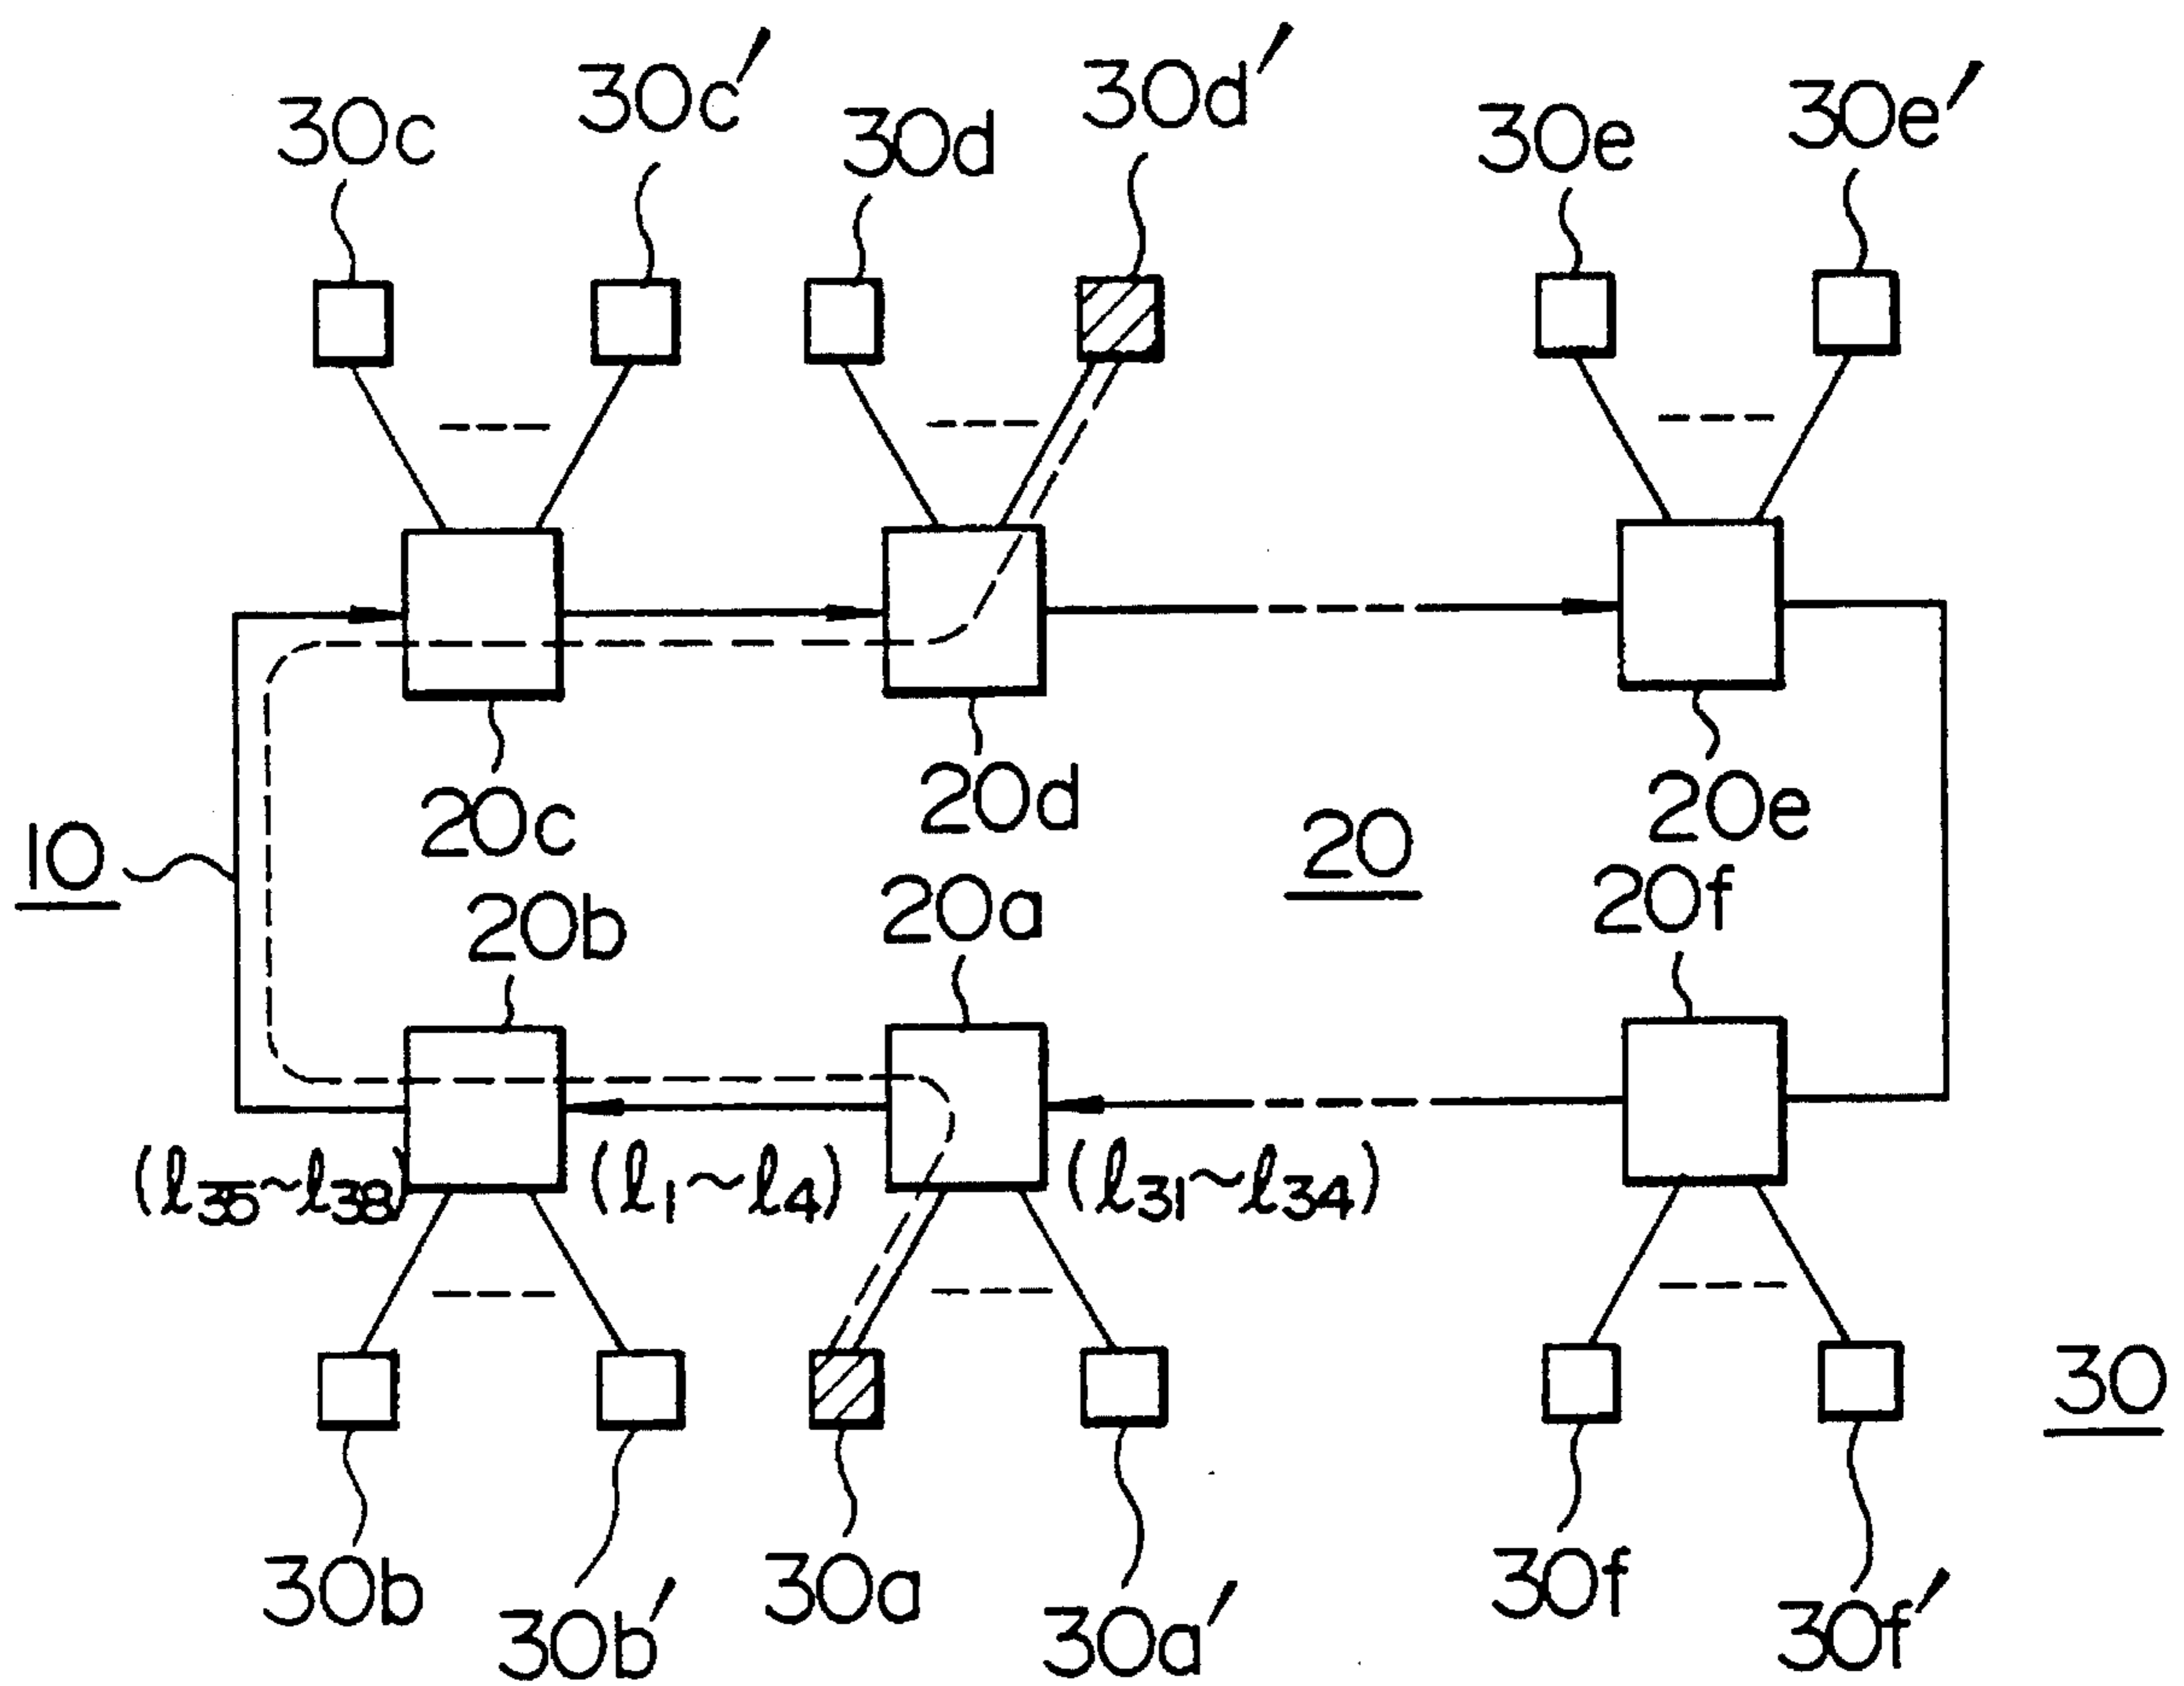 30c 30c′ 30d 30d′ 30e 30e′
20c 20d 20e
10 20
20b 20a 20f
(ℓ35~ℓ38) (ℓ1~ℓ4) (ℓ31~ℓ34)
30
30b 30b′ 30a 30a′ 30f 30f′